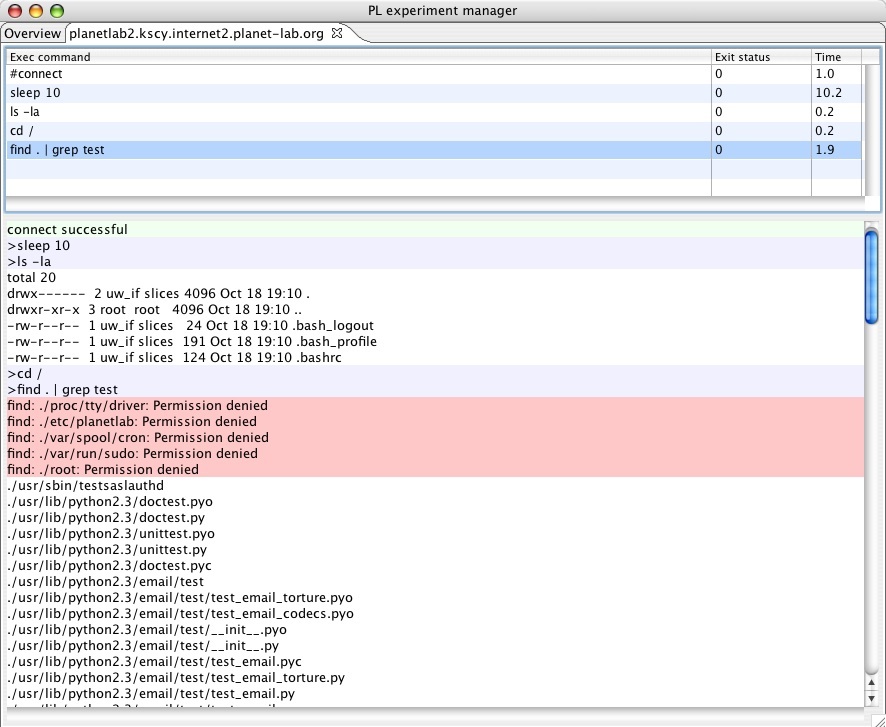 PL experiment manager
Overview planetlab2.kscy.internet2.planet-lab.org
Exec command Exit status Time
#connect 0 1.0
sleep 10 0 10.2
ls -la 0 0.2
cd / 0 0.2
find . | grep test 0 1.9
connect successful
>sleep 10
>ls -la
total 20
drwx------ 2 uw_if slices 4096 Oct 18 19:10 .
drwxr-xr-x 3 root root 4096 Oct 18 19:10 ..
-rw-r--r-- 1 uw_if slices 24 Oct 18 19:10 .bash_logout
-rw-r--r-- 1 uw_if slices 191 Oct 18 19:10 .bash_profile
-rw-r--r-- 1 uw_if slices 124 Oct 18 19:10 .bashrc
>cd /
>find . | grep test
find: ./proc/tty/driver: Permission denied
find: ./etc/planetlab: Permission denied
find: ./var/spool/cron: Permission denied
find: ./var/run/sudo: Permission denied
find: ./root: Permission denied
./usr/sbin/testsaslauthd
./usr/lib/python2.3/doctest.pyo
./usr/lib/python2.3/doctest.py
./usr/lib/python2.3/unittest.pyo
./usr/lib/python2.3/unittest.py
./usr/lib/python2.3/doctest.pyc
./usr/lib/python2.3/email/test
./usr/lib/python2.3/email/test/test_email_torture.pyo
./usr/lib/python2.3/email/test/test_email_codecs.pyo
./usr/lib/python2.3/email/test/__init__.pyo
./usr/lib/python2.3/email/test/__init__.py
./usr/lib/python2.3/email/test/test_email.pyc
./usr/lib/python2.3/email/test/test_email_torture.py
./usr/lib/python2.3/email/test/test_email.py